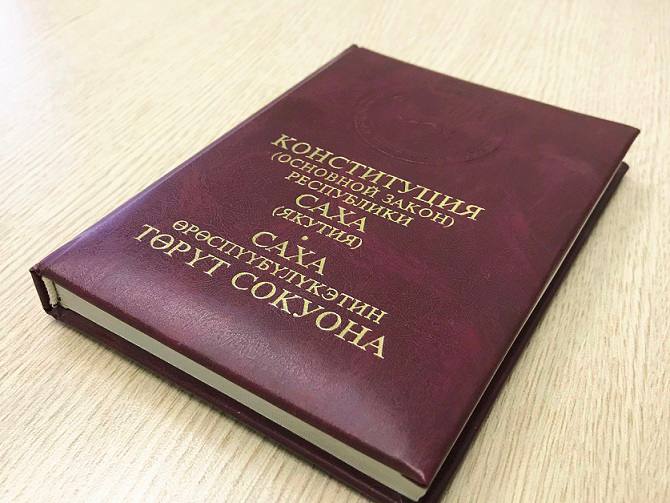 КОНСТИТУЦИЯ
(ОСНОВНОЙ ЗАКОН)
РЕСПУБЛИКИ
САХА
(ЯКУТИЯ)
•
САХА
ӨРӨСПҮҮБҮЛҮКЭТИН
ТӨРҮТ СОКУОНА